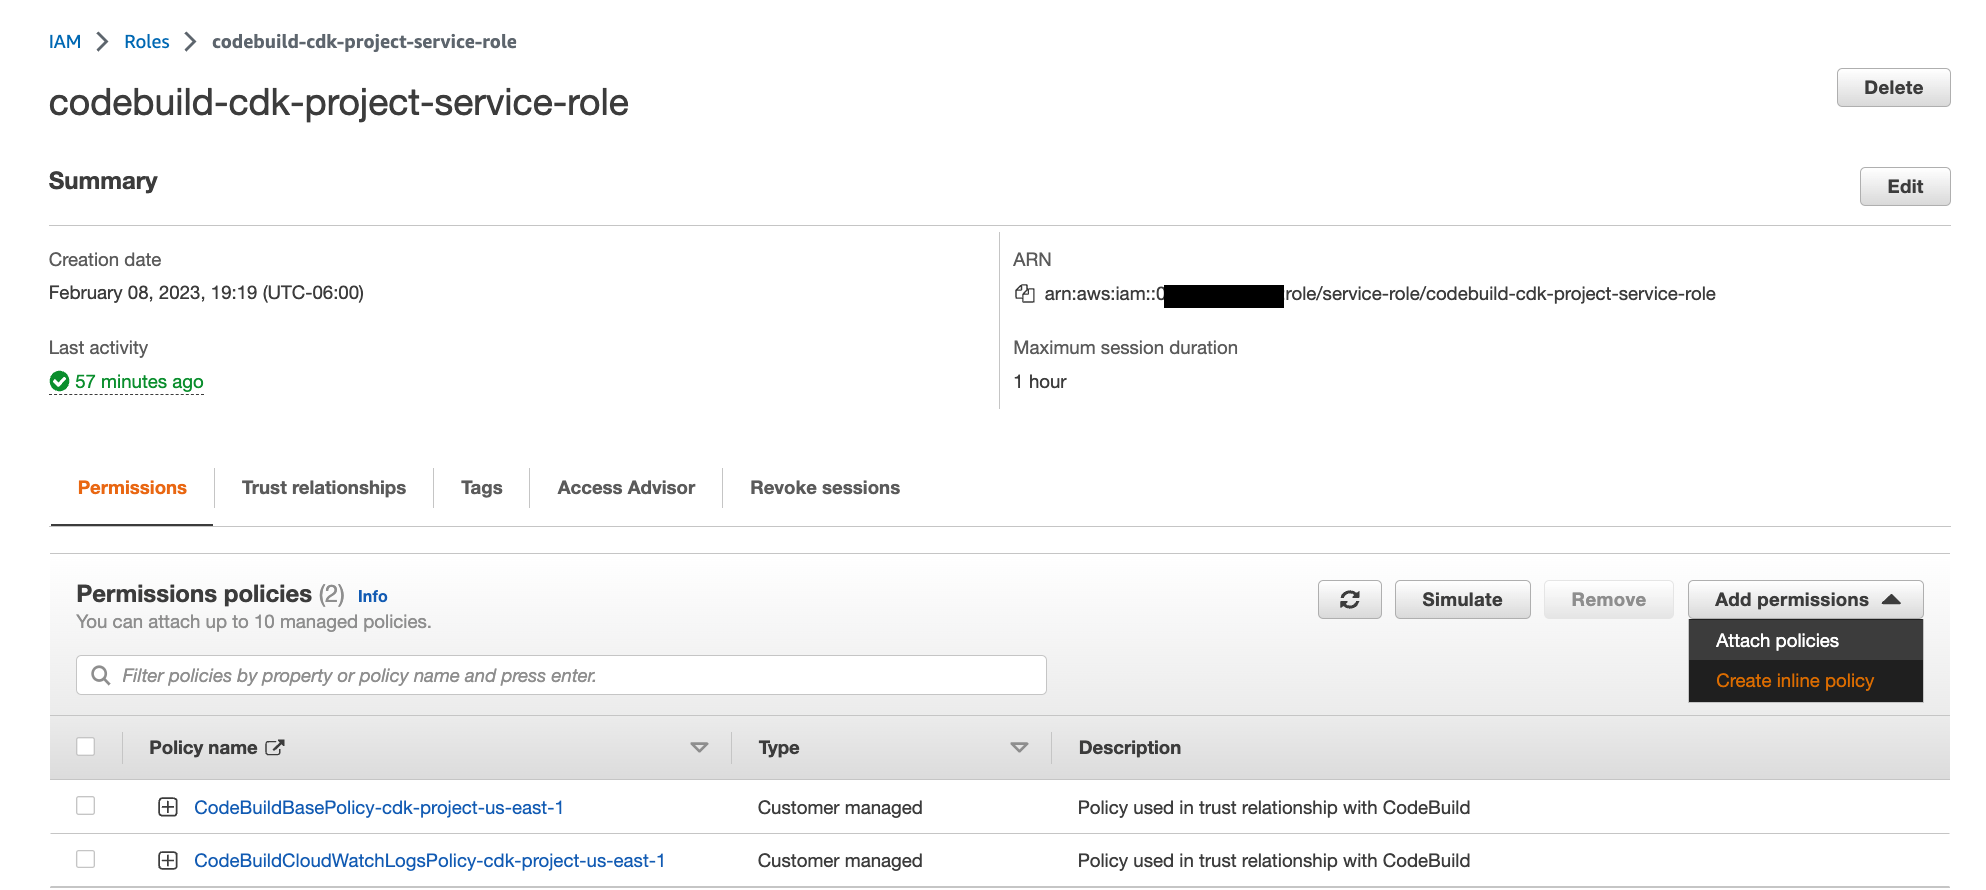 IAM > Roles > codebuild-cdk-project-service-role
codebuild-cdk-project-service-role
Delete
Summary
Edit
Creation date
February 08, 2023, 19:19 (UTC-06:00)
ARN
arn:aws:iam::0 role/service-role/codebuild-cdk-project-service-role
Last activity
57 minutes ago
Maximum session duration
1 hour
Permissions Trust relationships Tags Access Advisor Revoke sessions
Permissions policies (2) Info
You can attach up to 10 managed policies.
Simulate Remove Add permissions
Attach policies
Create inline policy
Filter policies by property or policy name and press enter.
Policy name Type Description
CodeBuildBasePolicy-cdk-project-us-east-1 Customer managed Policy used in trust relationship with CodeBuild
CodeBuildCloudWatchLogsPolicy-cdk-project-us-east-1 Customer managed Policy used in trust relationship with CodeBuild